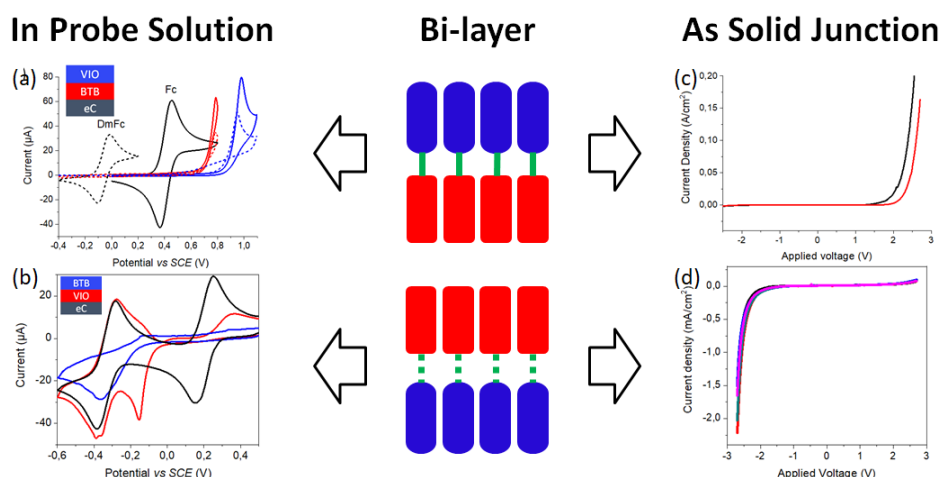 In Probe Solution
Bi-layer
As Solid Junction
(a)
VIO
BTB
eC
DmFc
Fc
80
60
40
20
0
-20
-40
Current (µA)
-0,4
-0,2
0,0
0,2
0,4
0,6
0,8
1,0
Potential vs SCE (V)
(c)
0,20
0,15
0,10
0,05
0,00
Current Density (A/cm²)
-2
-1
0
1
2
3
Applied voltage (V)
(b)
BTB
VIO
eC
20
0
-20
-40
Current (µA)
-0,6
-0,4
-0,2
0,0
0,2
0,4
Potential vs SCE (V)
(d)
0,0
-0,5
-1,0
-1,5
-2,0
Current density (mA/cm²)
-3
-2
-1
0
1
2
3
Applied Voltage (V)